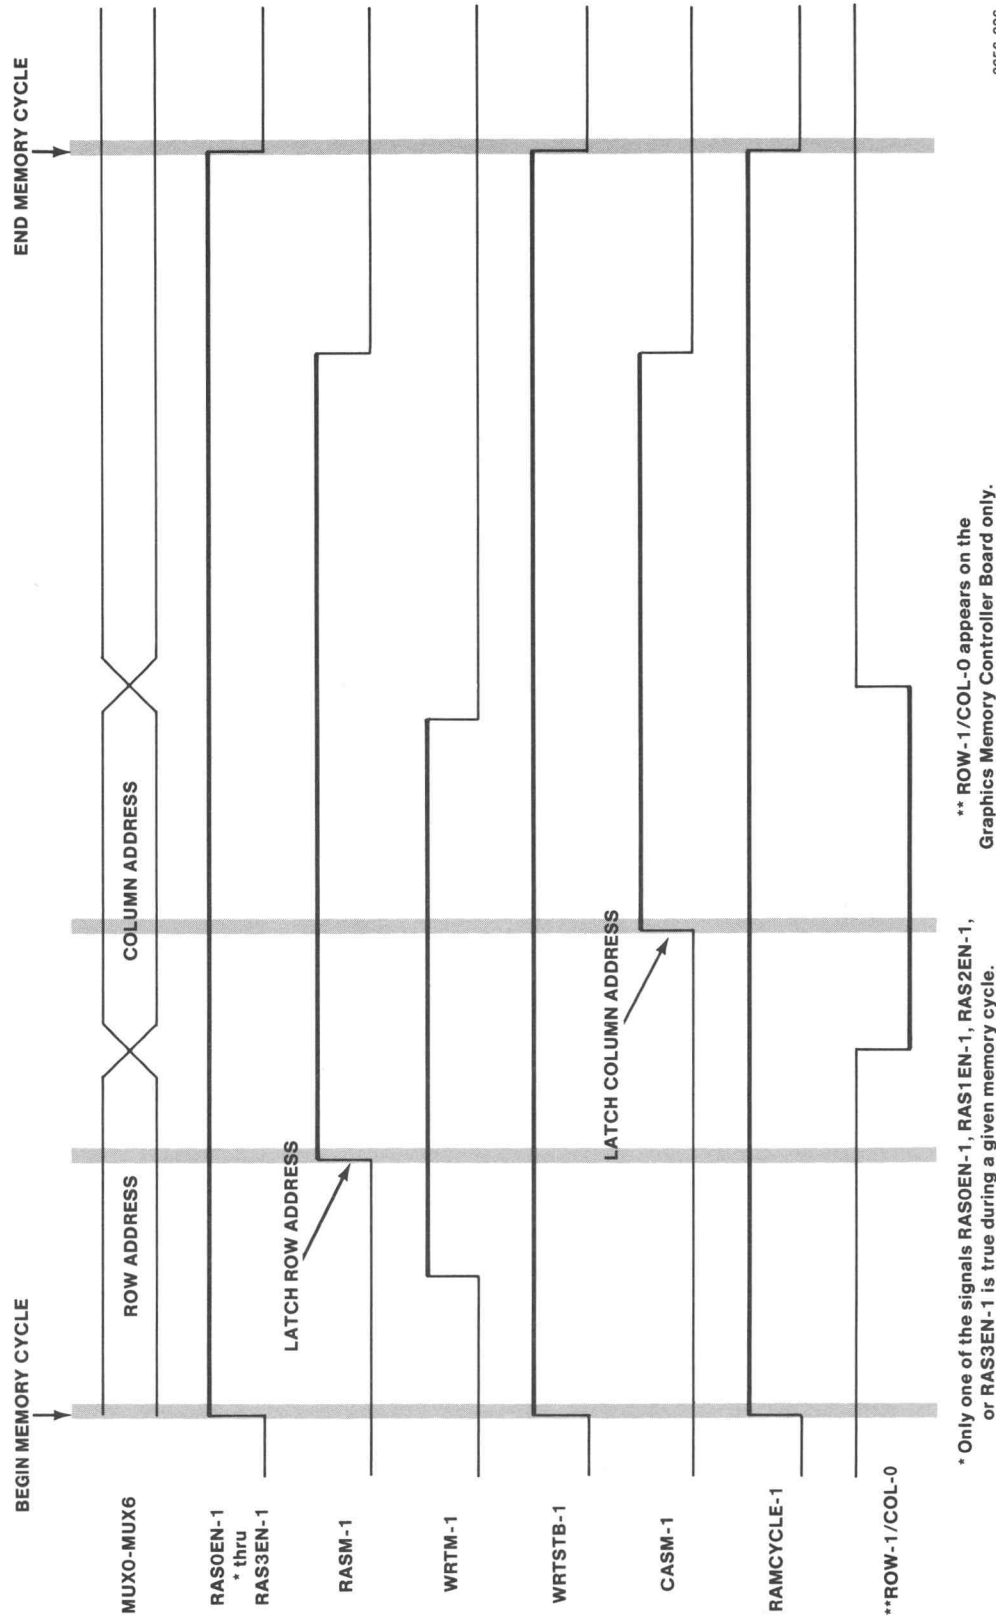 BEGIN MEMORY CYCLE
END MEMORY CYCLE
MUX0-MUX6
ROW ADDRESS
COLUMN ADDRESS
RAS0EN-1
* thru
RAS3EN-1
LATCH ROW ADDRESS
RASM-1
WRTM-1
WRTSTB-1
LATCH COLUMN ADDRESS
CASM-1
RAMCYCLE-1
**ROW-1/COL-0
* Only one of the signals RAS0EN-1, RAS1EN-1, RAS2EN-1,
or RAS3EN-1 is true during a given memory cycle.
** ROW-1/COL-0 appears on the
Graphics Memory Controller Board only.